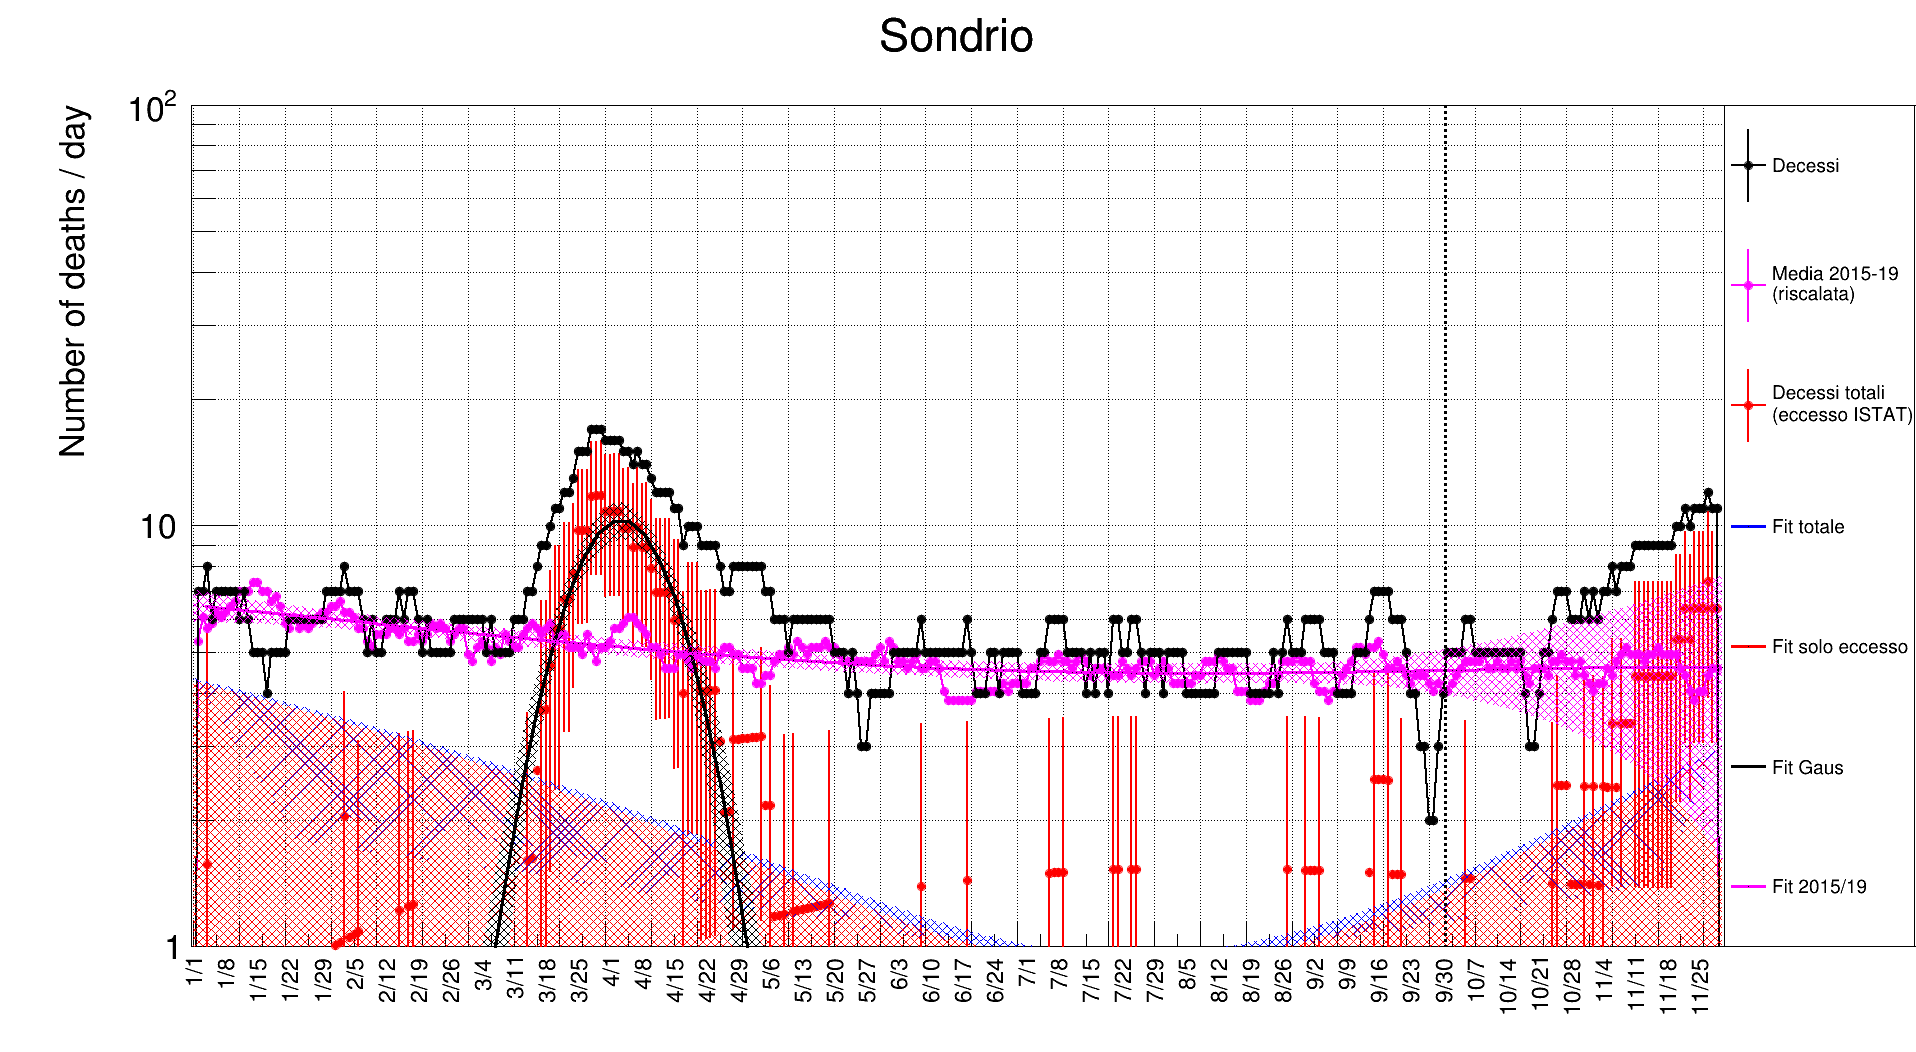 Sondrio
Number of deaths / day
10²
10
1
1/1 1/8 1/15 1/22 1/29 2/5 2/12 2/19 2/26 3/4 3/11 3/18 3/25 4/1 4/8 4/15 4/22 4/29 5/6 5/13 5/20 5/27 6/3 6/10 6/17 6/24 7/1 7/8 7/15 7/22 7/29 8/5 8/12 8/19 8/26 9/2 9/9 9/16 9/23 9/30 10/7 10/14 10/21 10/28 11/4 11/11 11/18 11/25
Decessi
Media 2015-19
(riscalata)
Decessi totali
(eccesso ISTAT)
Fit totale
Fit solo eccesso
Fit Gaus
Fit 2015/19